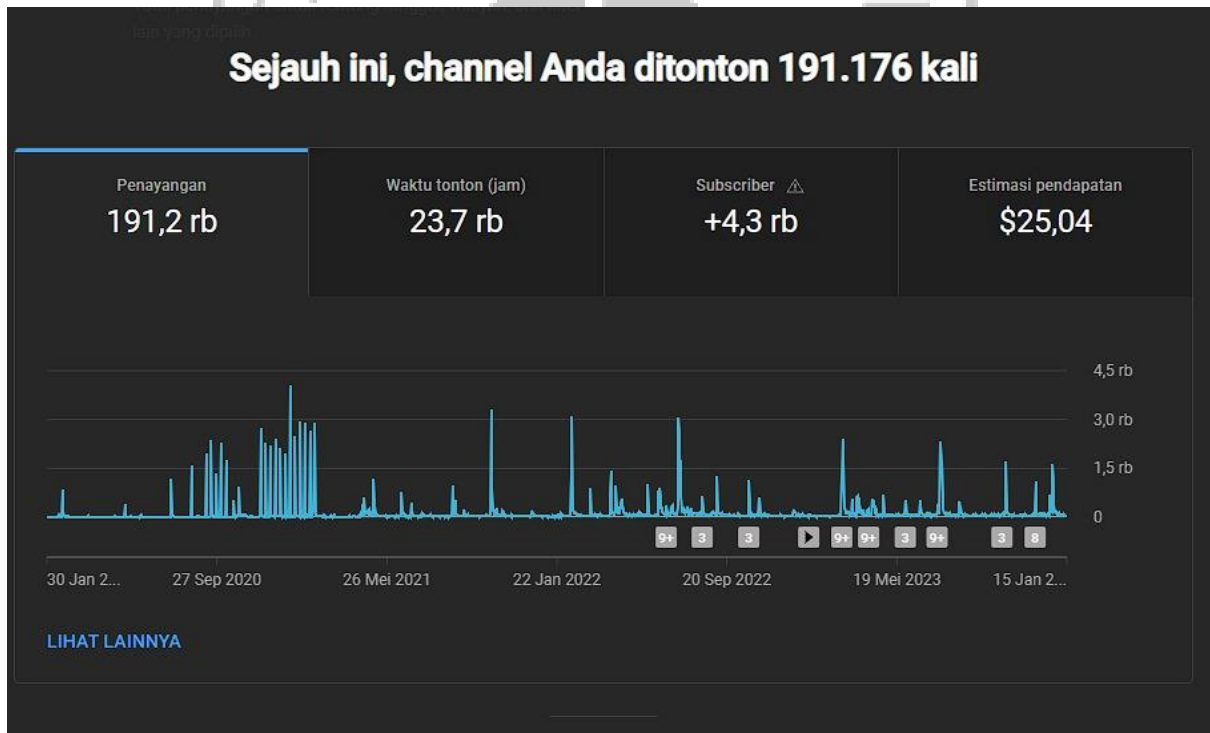 lain yang dipilih
Sejauh ini, channel Anda ditonton 191.176 kali
Penayangan
191,2 rb
Waktu tonton (jam)
23,7 rb
Subscriber
+4,3 rb
Estimasi pendapatan
$25,04
4,5 rb
3,0 rb
1,5 rb
0
9+ 3 3 9+ 9+ 3 9+ 3 8
30 Jan 2... 27 Sep 2020 26 Mei 2021 22 Jan 2022 20 Sep 2022 19 Mei 2023 15 Jan 2...
LIHAT LAINNYA